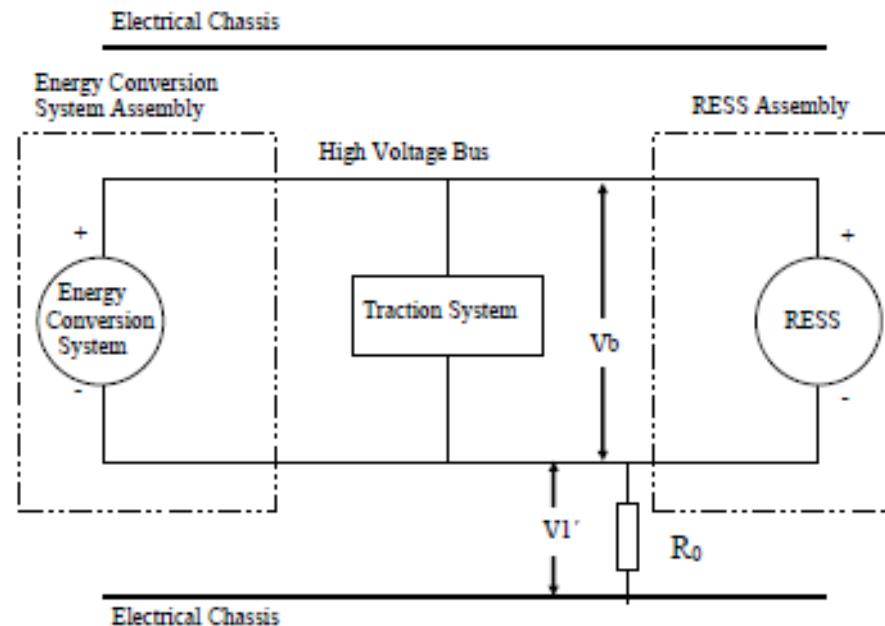 Electrical Chassis
Energy Conversion
System Assembly
RESS Assembly
High Voltage Bus
+
+
Energy
Conversion
System
Traction System
Vb
RESS
-
-
V1´
R0
Electrical Chassis